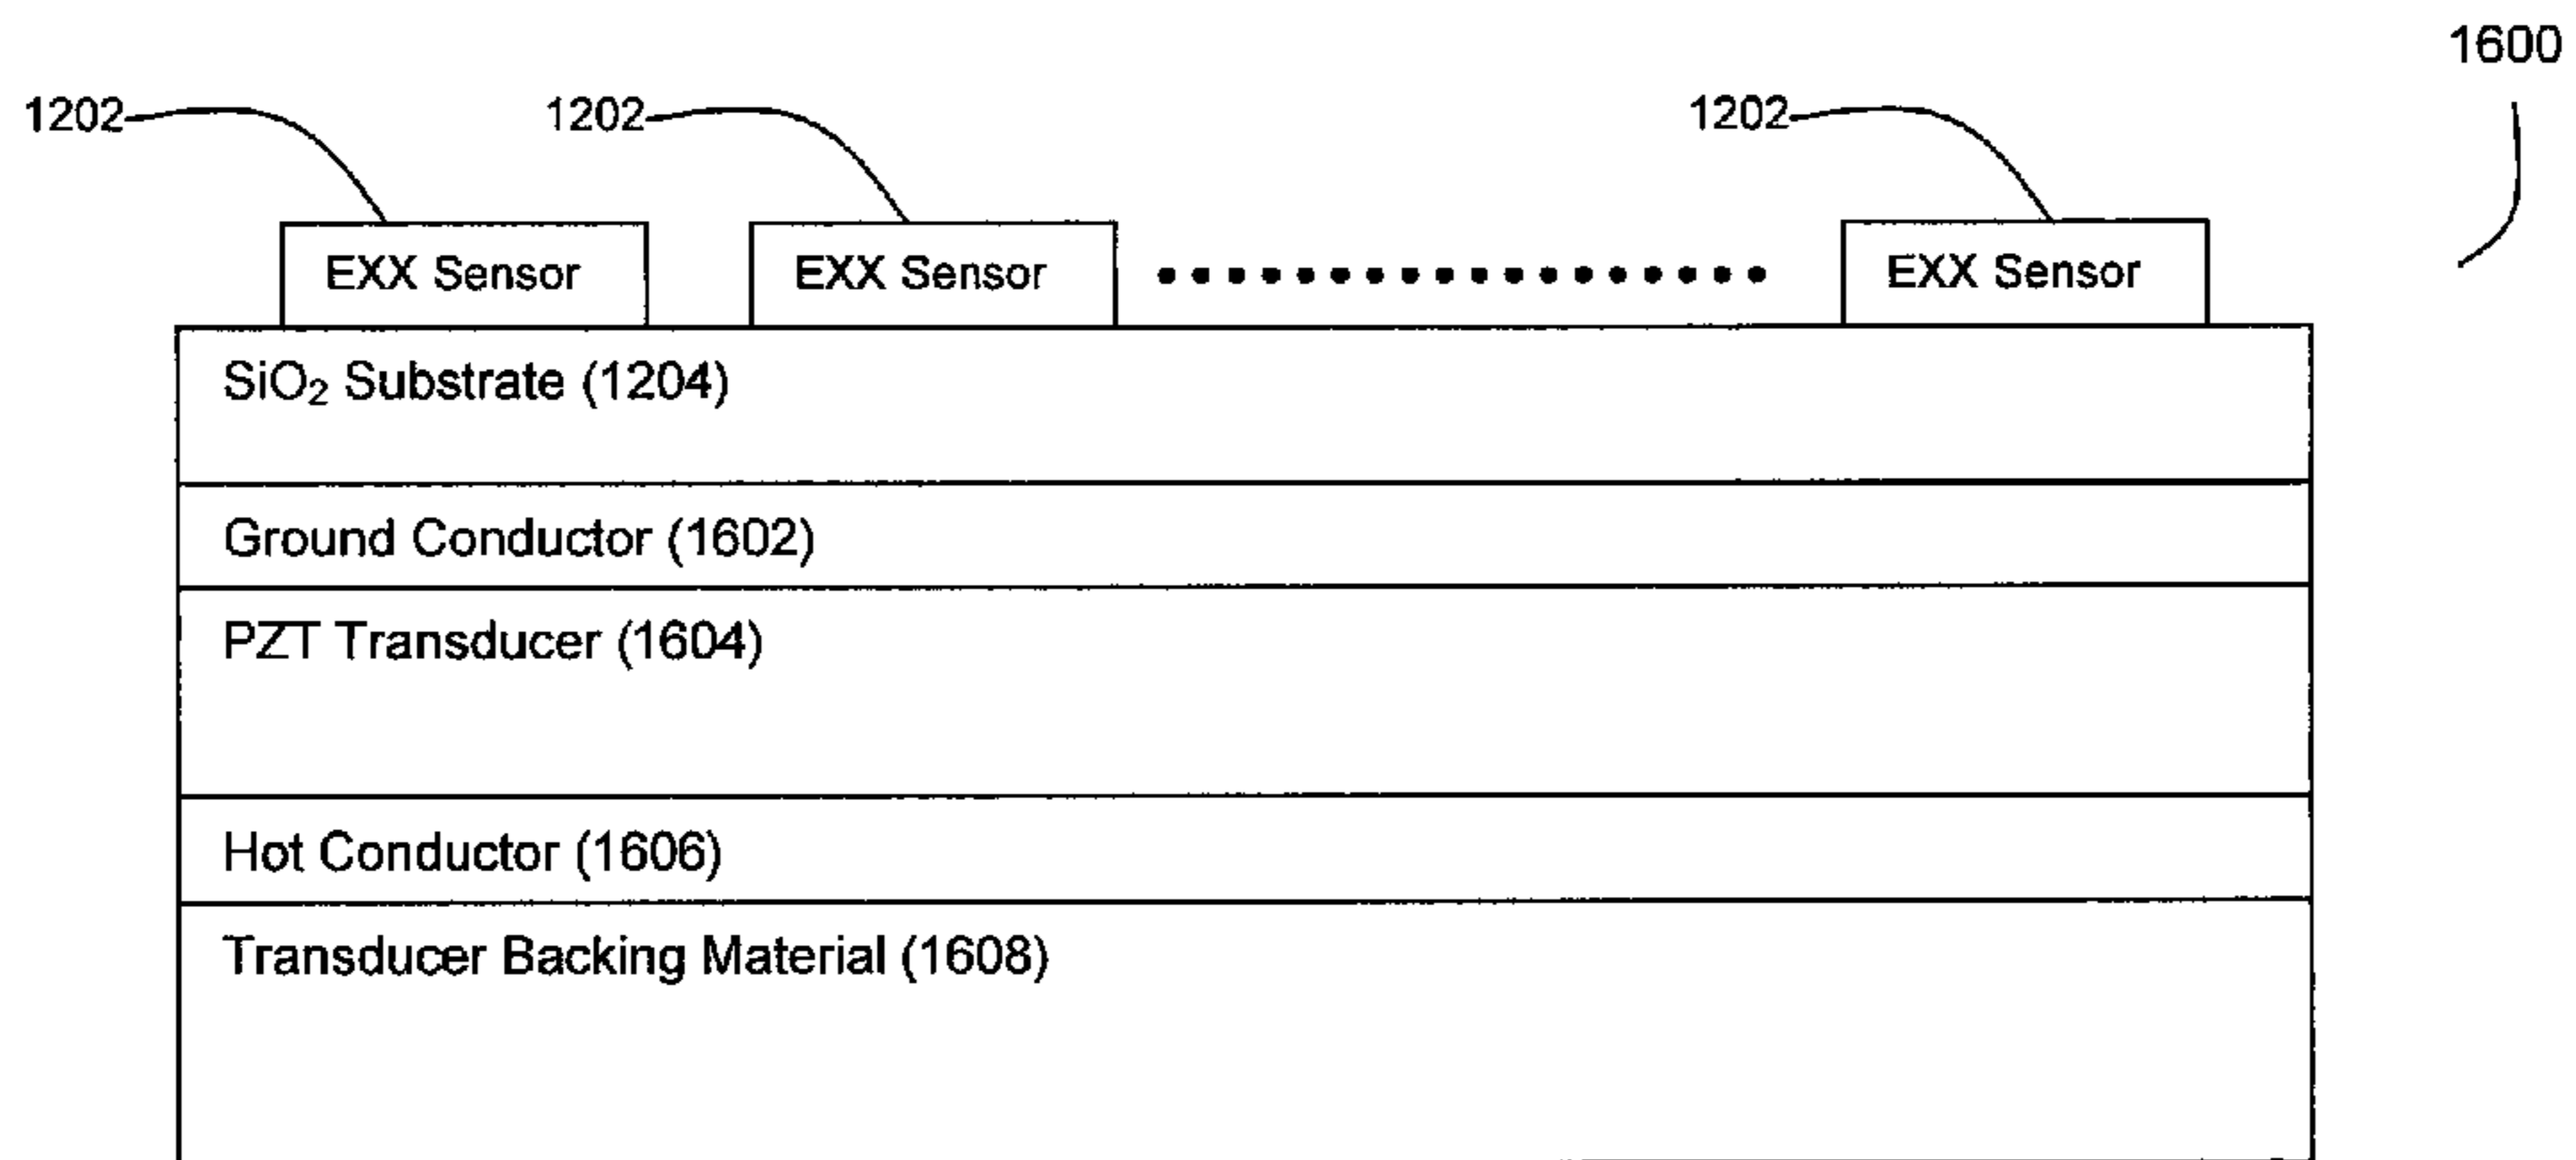 1600
1202 1202 1202
EXX Sensor EXX Sensor EXX Sensor
SiO₂ Substrate (1204)
Ground Conductor (1602)
PZT Transducer (1604)
Hot Conductor (1606)
Transducer Backing Material (1608)